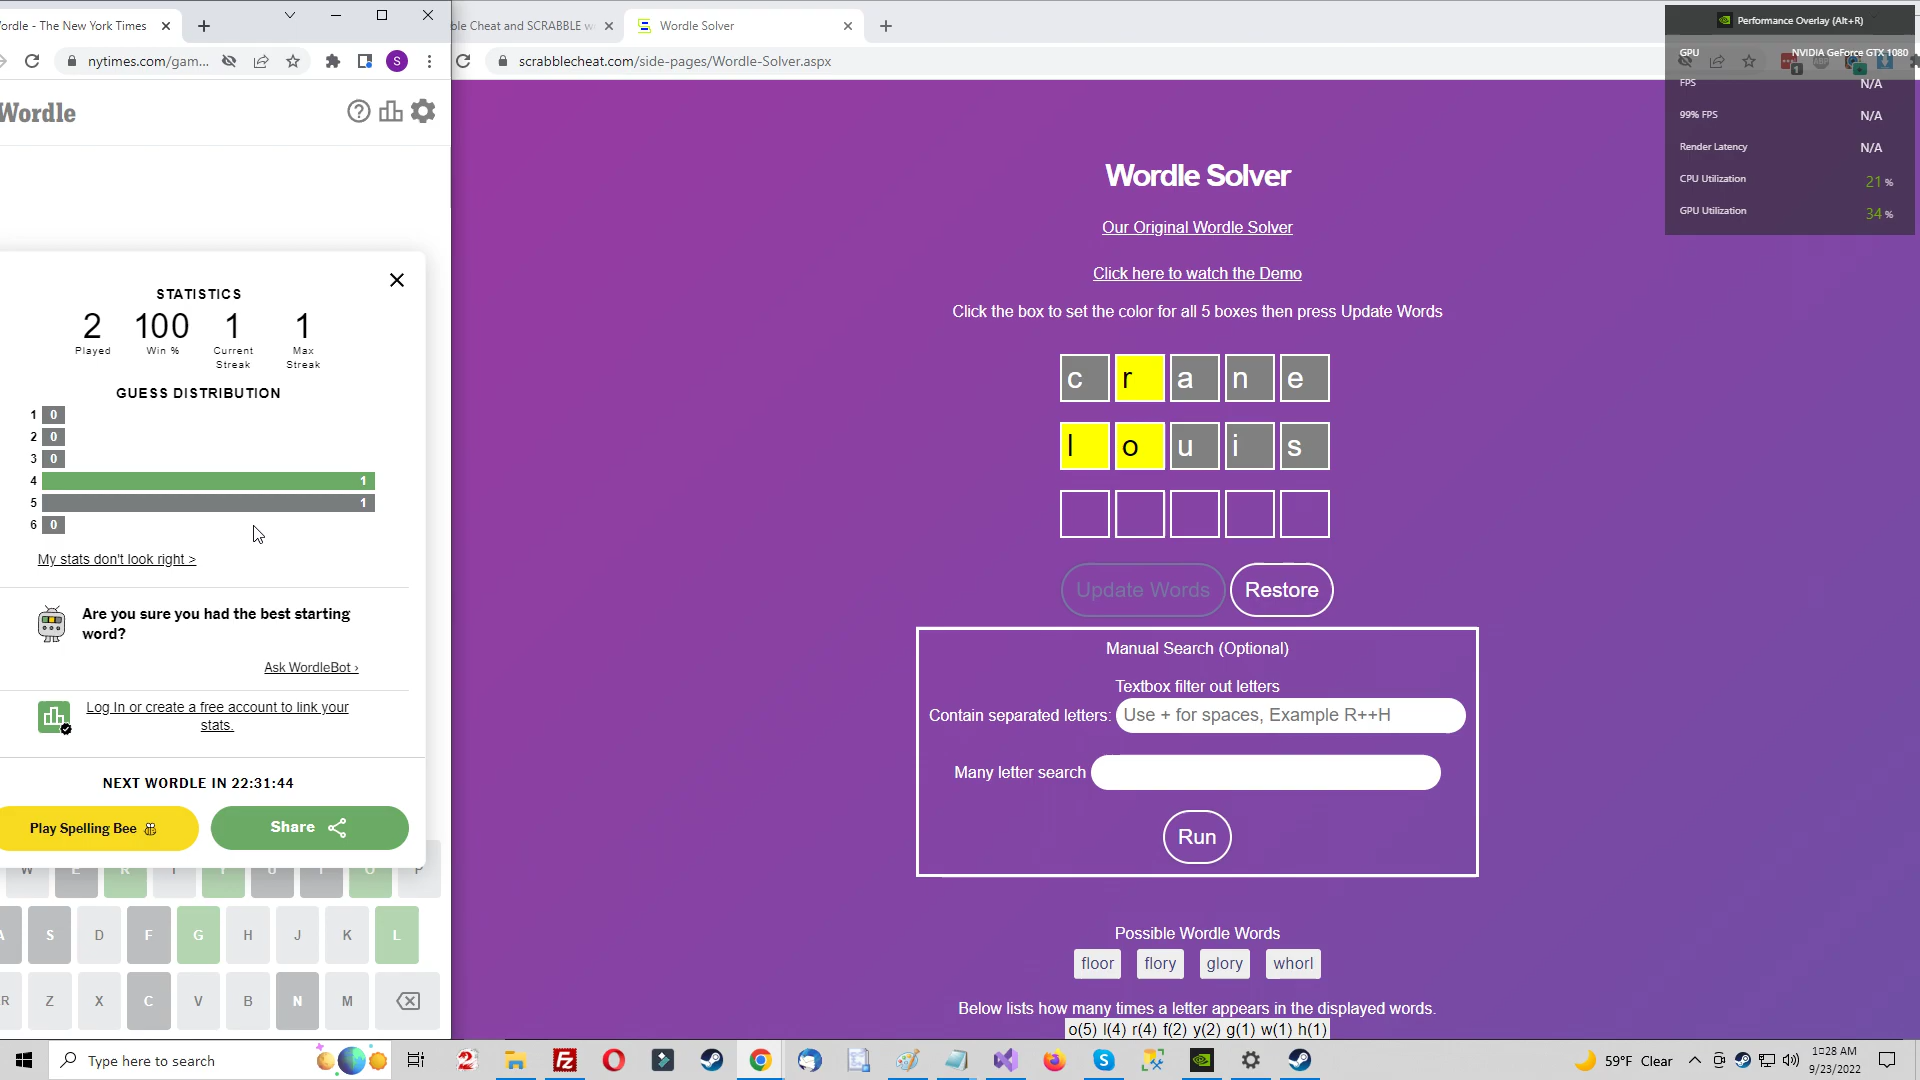 ordle - The New York Times
ble Cheat and SCRABBLE w
Wordle Solver
nytimes.com/gam...
S
scrabblecheat.com/side-pages/Wordle-Solver.aspx
Performance Overlay (Alt+R)
GPU NVIDIA GeForce GTX 1080
FPS N/A
99% FPS N/A
Render Latency N/A
CPU Utilization 21 %
GPU Utilization 34 %
Wordle
STATISTICS
2 100 1 1
Played Win % Current Streak Max Streak
GUESS DISTRIBUTION
1 0
2 0
3 0
4 1
5 1
6 0
My stats don't look right >
Are you sure you had the best starting
word?
Ask WordleBot ›
Log In or create a free account to link your
stats.
NEXT WORDLE IN 22:31:44
Play Spelling Bee
Share
W E R T Y U I O P
A S D F G H J K L
R Z X C V B N M
Wordle Solver
Our Original Wordle Solver
Click here to watch the Demo
Click the box to set the color for all 5 boxes then press Update Words
c r a n e
l o u i s
Update Words Restore
Manual Search (Optional)
Textbox filter out letters
Contain separated letters: Use + for spaces, Example R++H
Many letter search
Run
Possible Wordle Words
floor flory glory whorl
Below lists how many times a letter appears in the displayed words.
o(5) l(4) r(4) f(2) y(2) g(1) w(1) h(1)
Type here to search
59°F Clear
1:28 AM
9/23/2022